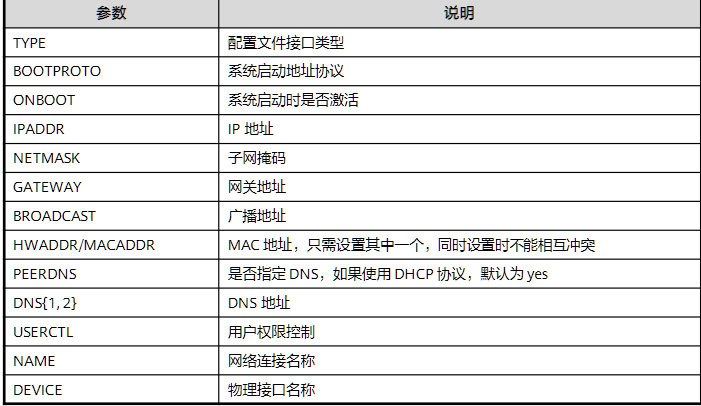 参数 说明
TYPE 配置文件接口类型
BOOTPROTO 系统启动地址协议
ONBOOT 系统启动时是否激活
IPADDR IP 地址
NETMASK 子网掩码
GATEWAY 网关地址
BROADCAST 广播地址
HWADDR/MACADDR MAC 地址，只需设置其中一个，同时设置时不能相互冲突
PEERDNS 是否指定 DNS，如果使用 DHCP 协议，默认为 yes
DNS{1, 2} DNS 地址
USERCTL 用户权限控制
NAME 网络连接名称
DEVICE 物理接口名称